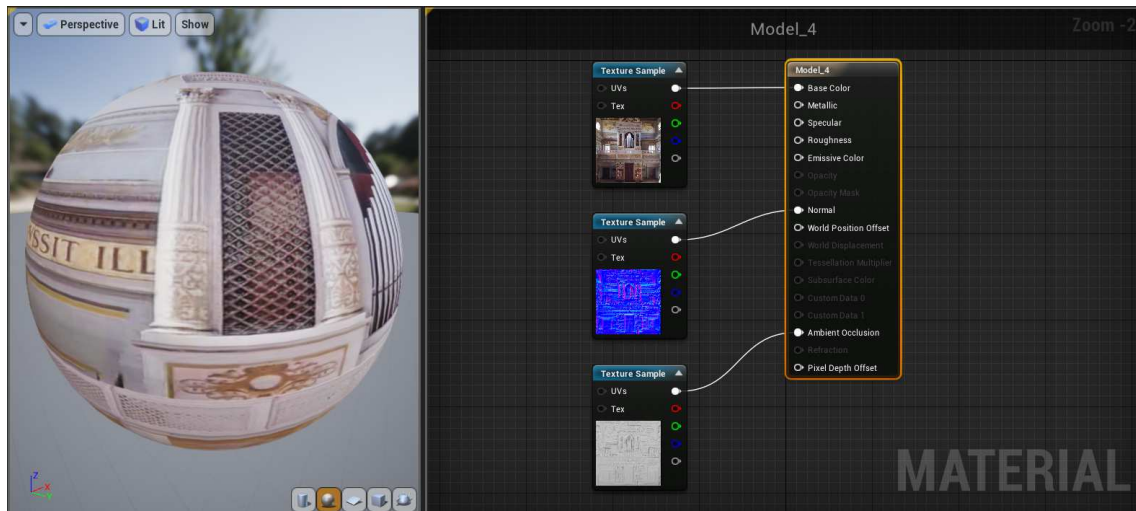 Perspective
Lit
Show
SSIT ILL
Model_4
Zoom -2
Texture Sample
UVs
Tex
Texture Sample
UVs
Tex
Texture Sample
UVs
Tex
Model_4
Base Color
Metallic
Specular
Roughness
Emissive Color
Opacity
Opacity Mask
Normal
World Position Offset
World Displacement
Tessellation Multiplier
Subsurface Color
Custom Data 0
Custom Data 1
Ambient Occlusion
Refraction
Pixel Depth Offset
MATERIAL
Z
X
Y